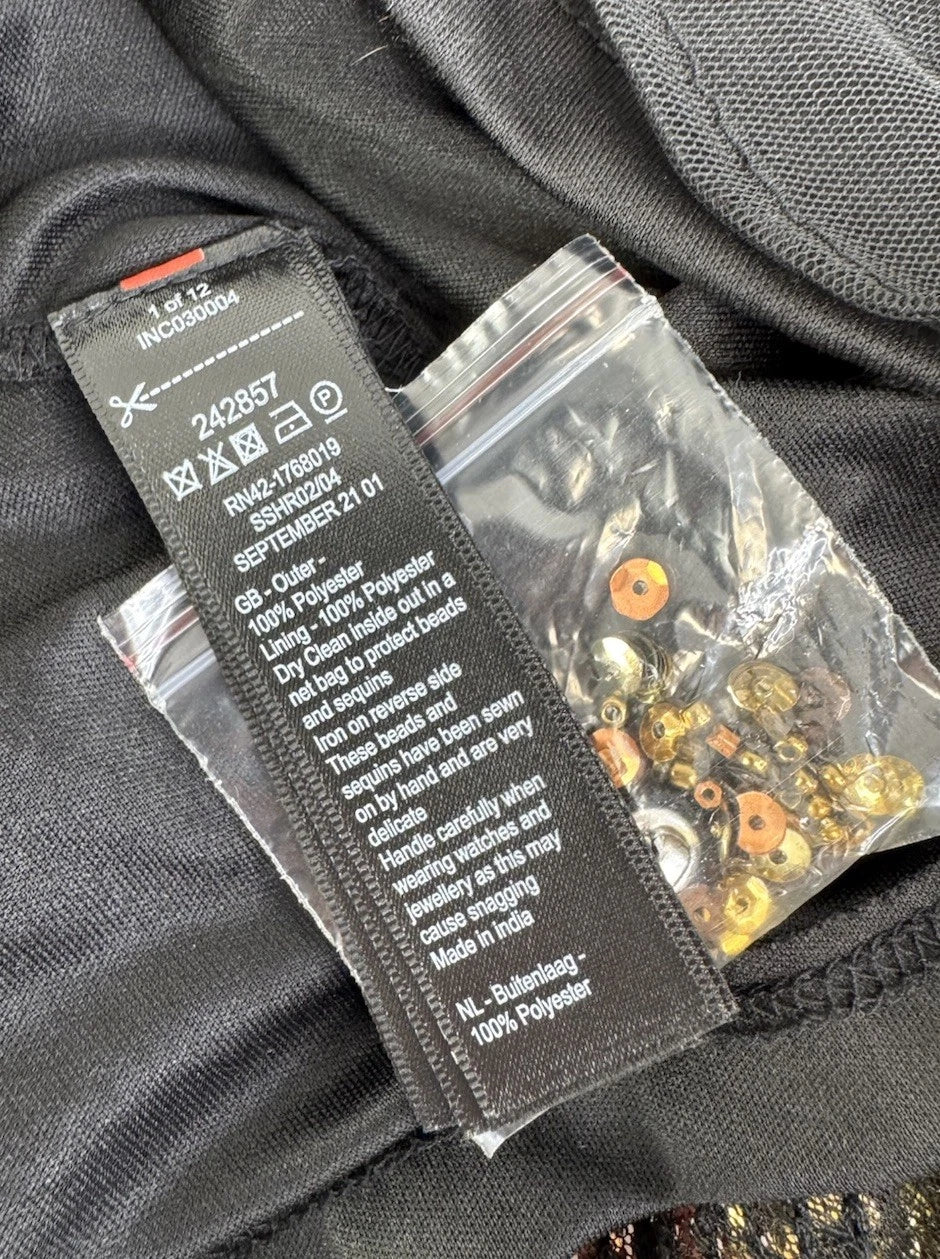 1 of 12
INC030004
242857
P
RN42-1768019
SSHR02/04
SEPTEMBER 21 01
GB - Outer -
100% Polyester
Lining - 100% Polyester
Dry Clean Inside out in a
net bag to protect beads
and sequins
Iron on reverse side
These beads and
sequins have been sewn
on by hand and are very
delicate
Handle carefully when
wearing watches and
jewellery as this may
cause snagging
Made in India
NL - Buitenlaag -
100% Polyester